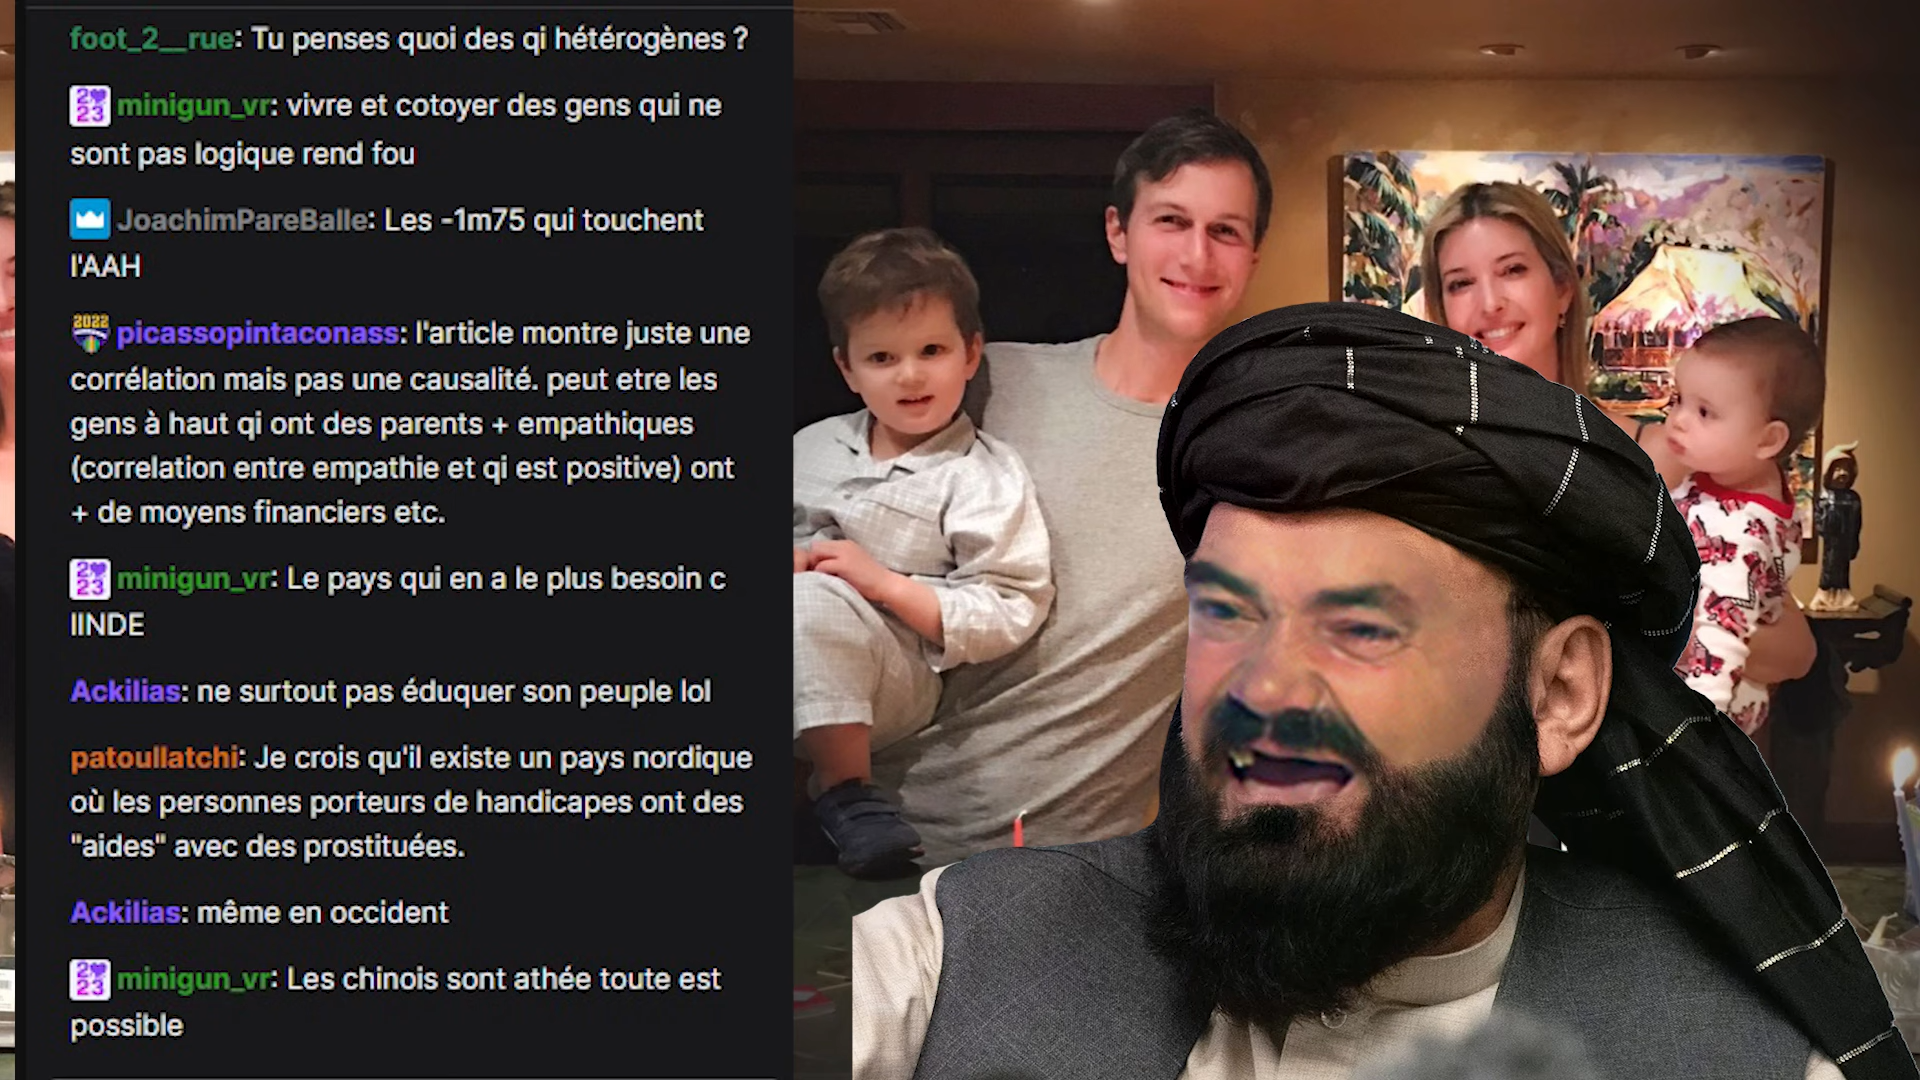 foot_2__rue: Tu penses quoi des qi hétérogènes ?
2023 minigun_vr: vivre et cotoyer des gens qui ne
sont pas logique rend fou
JoachimPareBalle: Les -1m75 qui touchent
l'AAH
2022 picassopintaconass: l'article montre juste une
corrélation mais pas une causalité. peut etre les
gens à haut qi ont des parents + empathiques
(correlation entre empathie et qi est positive) ont
+ de moyens financiers etc.
2023 minigun_vr: Le pays qui en a le plus besoin c
lINDE
Ackilias: ne surtout pas éduquer son peuple lol
patoullatchi: Je crois qu'il existe un pays nordique
où les personnes porteurs de handicapes ont des
"aides" avec des prostituées.
Ackilias: même en occident
2023 minigun_vr: Les chinois sont athée toute est
possible